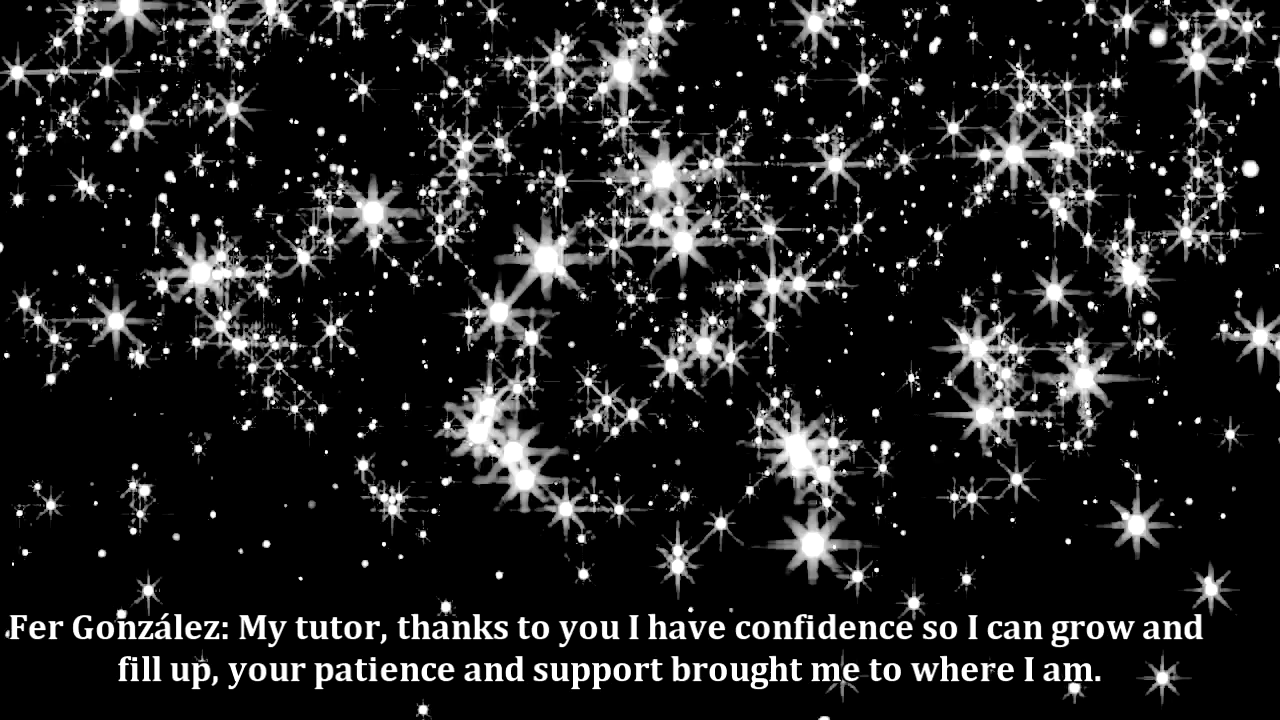 Fer González: My tutor, thanks to you I have confidence so I can grow and
fill up, your patience and support brought me to where I am.